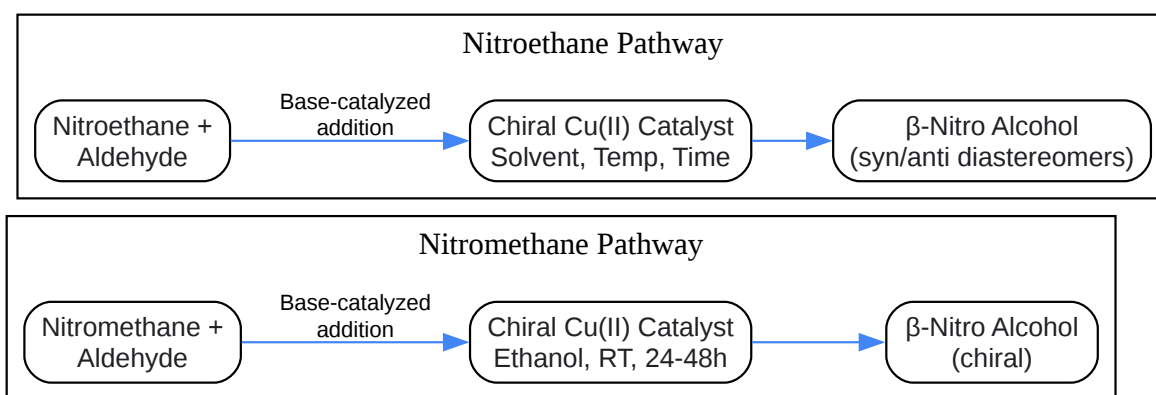 Nitroethane Pathway
Nitroethane +
Aldehyde
Base-catalyzed
addition
Chiral Cu(II) Catalyst
Solvent, Temp, Time
β-Nitro Alcohol
(syn/anti diastereomers)
Nitromethane Pathway
Nitromethane +
Aldehyde
Base-catalyzed
addition
Chiral Cu(II) Catalyst
Ethanol, RT, 24-48h
β-Nitro Alcohol
(chiral)